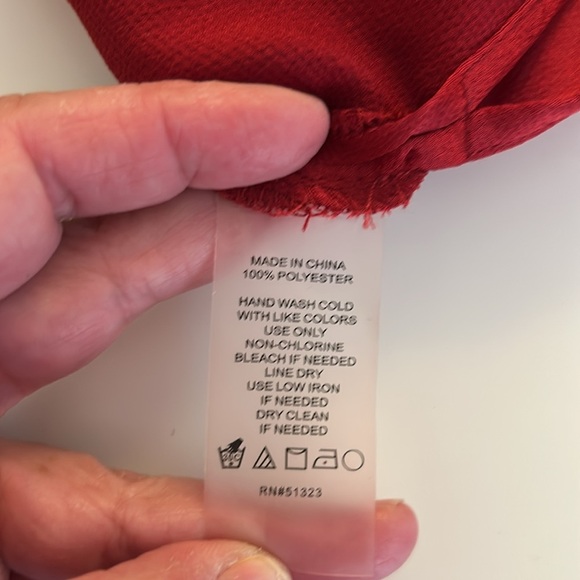 MADE IN CHINA
100% POLYESTER
HAND WASH COLD
WITH LIKE COLORS
USE ONLY
NON-CHLORINE
BLEACH IF NEEDED
LINE DRY
USE LOW IRON
IF NEEDED
DRY CLEAN
IF NEEDED
RN#51323